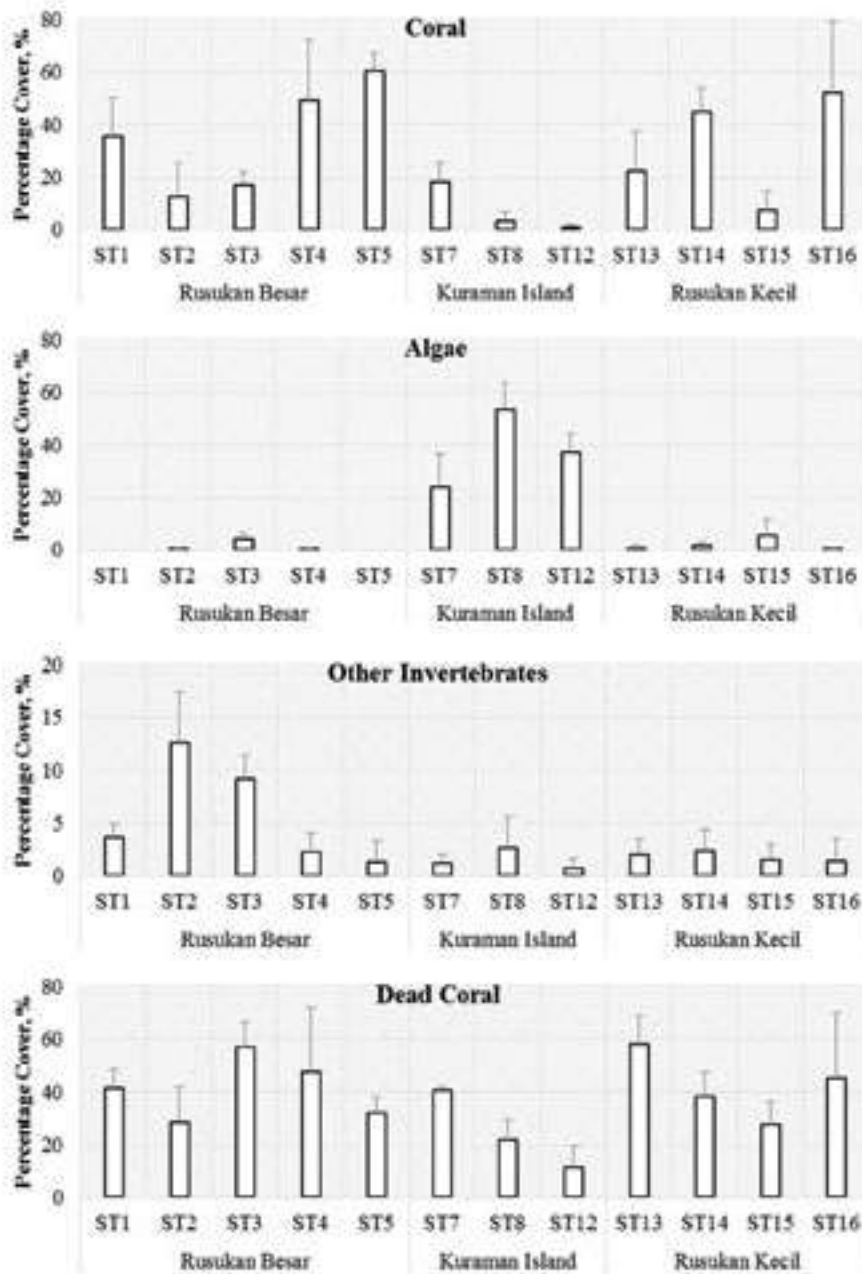 Coral
Percentage Cover, %
80
60
40
20
0
ST1 ST2 ST3 ST4 ST5 ST7 ST8 ST12 ST13 ST14 ST15 ST16
Rusukan Besar Kuraman Island Rusukan Kecil
Algae
Percentage Cover, %
80
60
40
20
0
ST1 ST2 ST3 ST4 ST5 ST7 ST8 ST12 ST13 ST14 ST15 ST16
Rusukan Besar Kuraman Island Rusukan Kecil
Other Invertebrates
Percentage Cover, %
20
15
10
5
0
ST1 ST2 ST3 ST4 ST5 ST7 ST8 ST12 ST13 ST14 ST15 ST16
Rusukan Besar Kuraman Island Rusukan Kecil
Dead Coral
Percentage Cover, %
80
60
40
20
0
ST1 ST2 ST3 ST4 ST5 ST7 ST8 ST12 ST13 ST14 ST15 ST16
Rusukan Besar Kuraman Island Rusukan Kecil